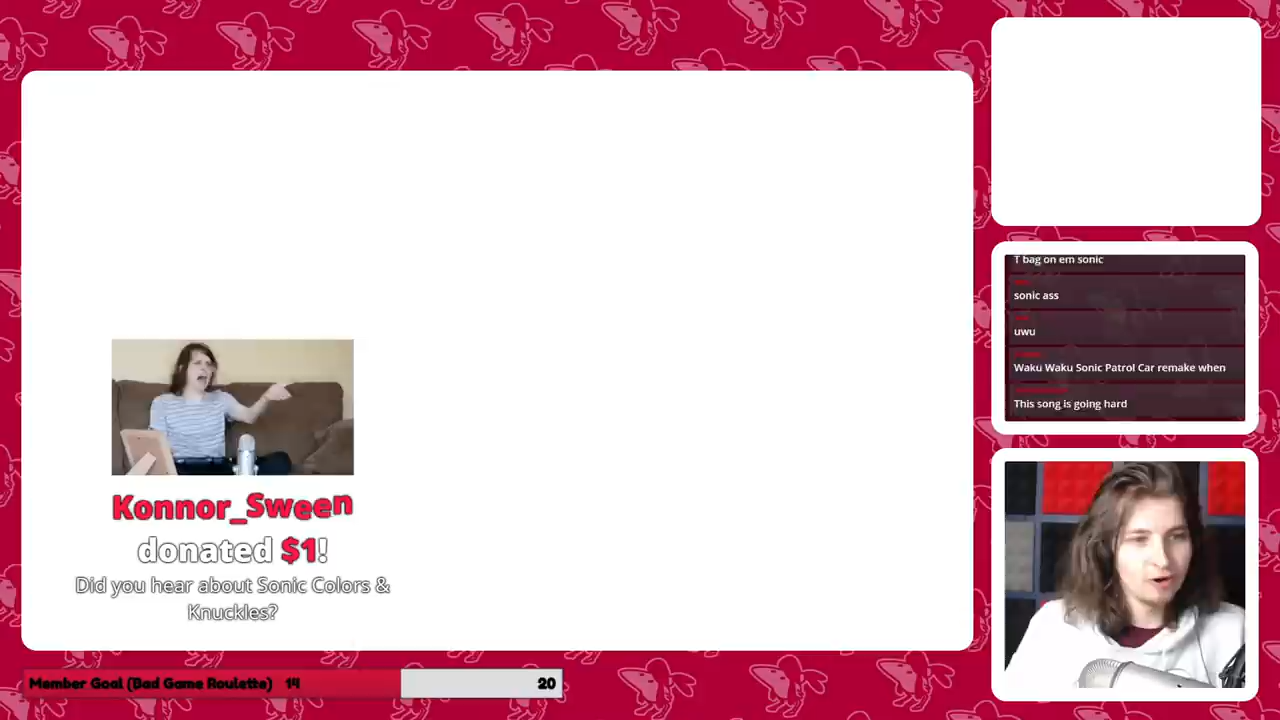 T bag on em sonic
sonic ass
uwu
Waku Waku Sonic Patrol Car remake when
This song is going hard
Konnor_Sween
donated $1!
Did you hear about Sonic Colors &
Knuckles?
Member Goal (Bad Game Roulette) 14 20